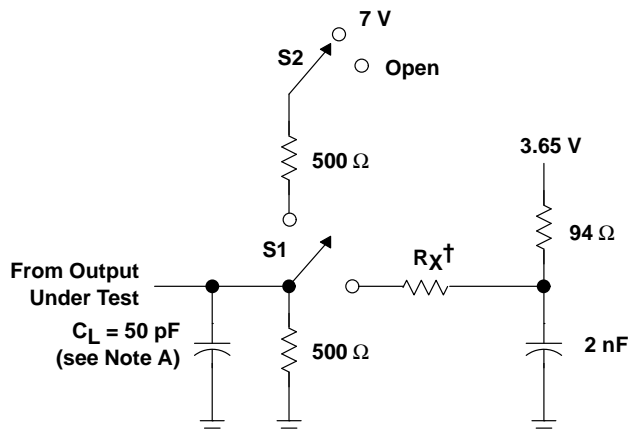 7 V
S2
Open
500 Ω
3.65 V
94 Ω
S1
RX†
From Output
Under Test
CL = 50 pF
(see Note A)
500 Ω
2 nF